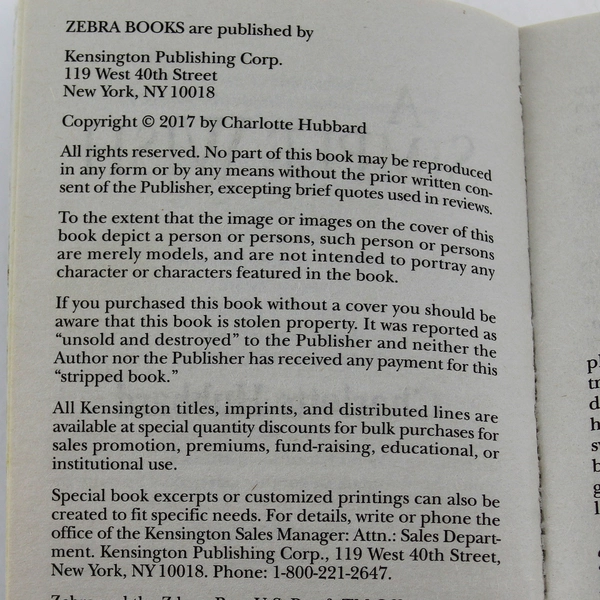 ZEBRA BOOKS are published by
Kensington Publishing Corp.
119 West 40th Street
New York, NY 10018
Copyright © 2017 by Charlotte Hubbard
All rights reserved. No part of this book may be reproduced
in any form or by any means without the prior written con-
sent of the Publisher, excepting brief quotes used in reviews.
To the extent that the image or images on the cover of this
book depict a person or persons, such person or persons
are merely models, and are not intended to portray any
character or characters featured in the book.
If you purchased this book without a cover you should be
aware that this book is stolen property. It was reported as
“unsold and destroyed” to the Publisher and neither the
Author nor the Publisher has received any payment for this
“stripped book.”
All Kensington titles, imprints, and distributed lines are
available at special quantity discounts for bulk purchases for
sales promotion, premiums, fund-raising, educational, or
institutional use.
Special book excerpts or customized printings can also be
created to fit specific needs. For details, write or phone the
office of the Kensington Sales Manager: Attn.: Sales Depart-
ment. Kensington Publishing Corp., 119 West 40th Street,
New York, NY 10018. Phone: 1-800-221-2647.